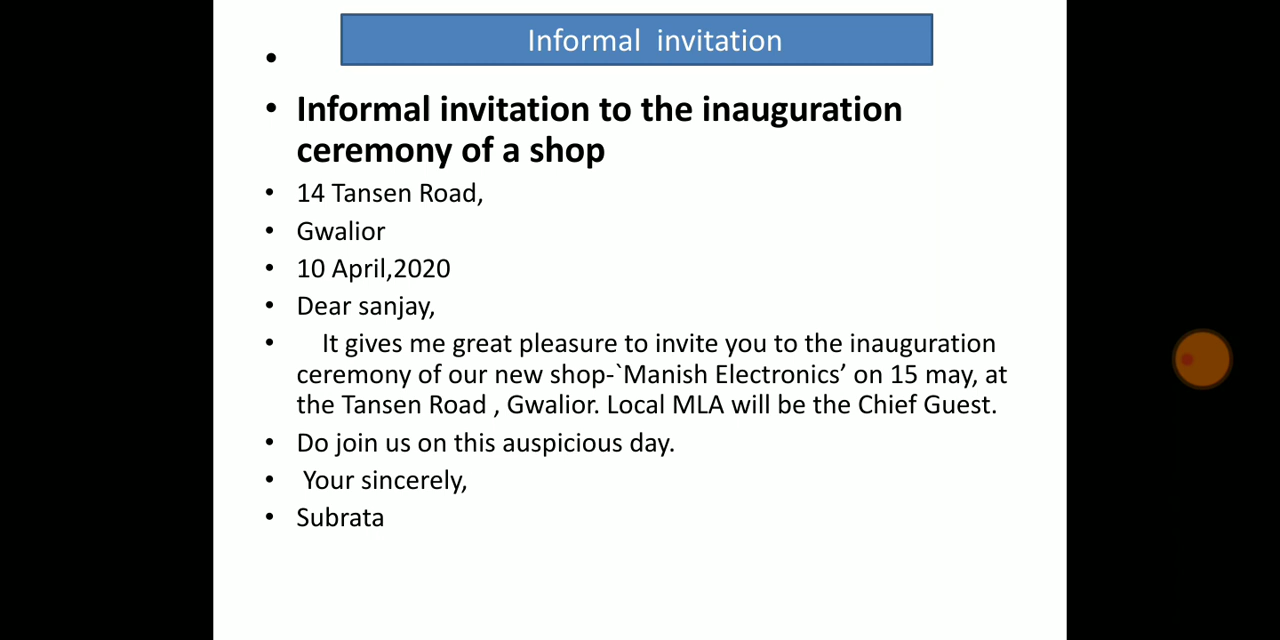 Informal invitation
• Informal invitation to the inauguration
ceremony of a shop
• 14 Tansen Road,
• Gwalior
• 10 April,2020
• Dear sanjay,
• It gives me great pleasure to invite you to the inauguration
ceremony of our new shop-`Manish Electronics’ on 15 may, at
the Tansen Road , Gwalior. Local MLA will be the Chief Guest.
• Do join us on this auspicious day.
• Your sincerely,
• Subrata